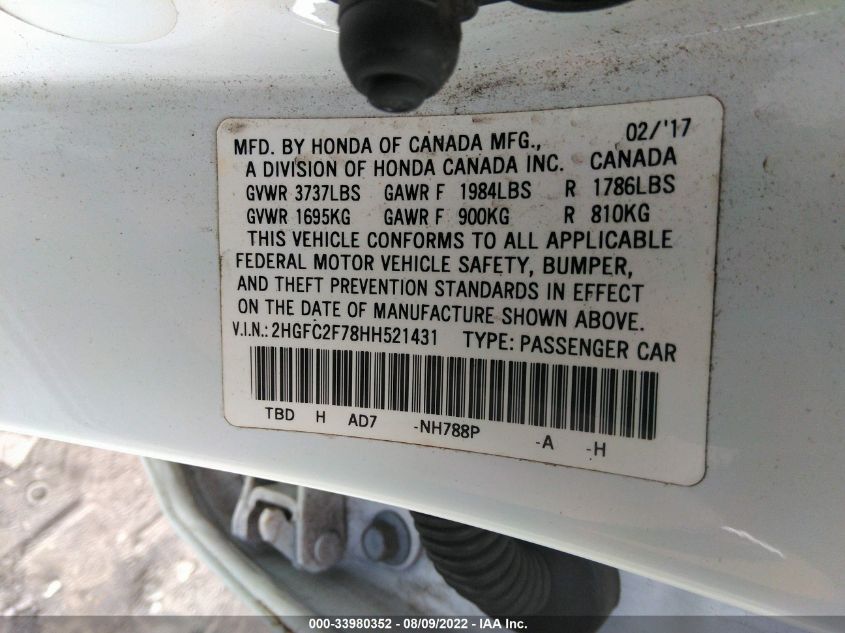 MFD. BY HONDA OF CANADA MFG., 02/'17
A DIVISION OF HONDA CANADA INC. CANADA
GVWR 3737LBS GAWR F 1984LBS R 1786LBS
GVWR 1695KG GAWR F 900KG R 810KG
THIS VEHICLE CONFORMS TO ALL APPLICABLE
FEDERAL MOTOR VEHICLE SAFETY, BUMPER,
AND THEFT PREVENTION STANDARDS IN EFFECT
ON THE DATE OF MANUFACTURE SHOWN ABOVE.
V.I.N.: 2HGFC2F78HH521431 TYPE: PASSENGER CAR
TBD H AD7 -NH788P -A -H
000-33980352 - 08/09/2022 - IAA Inc.